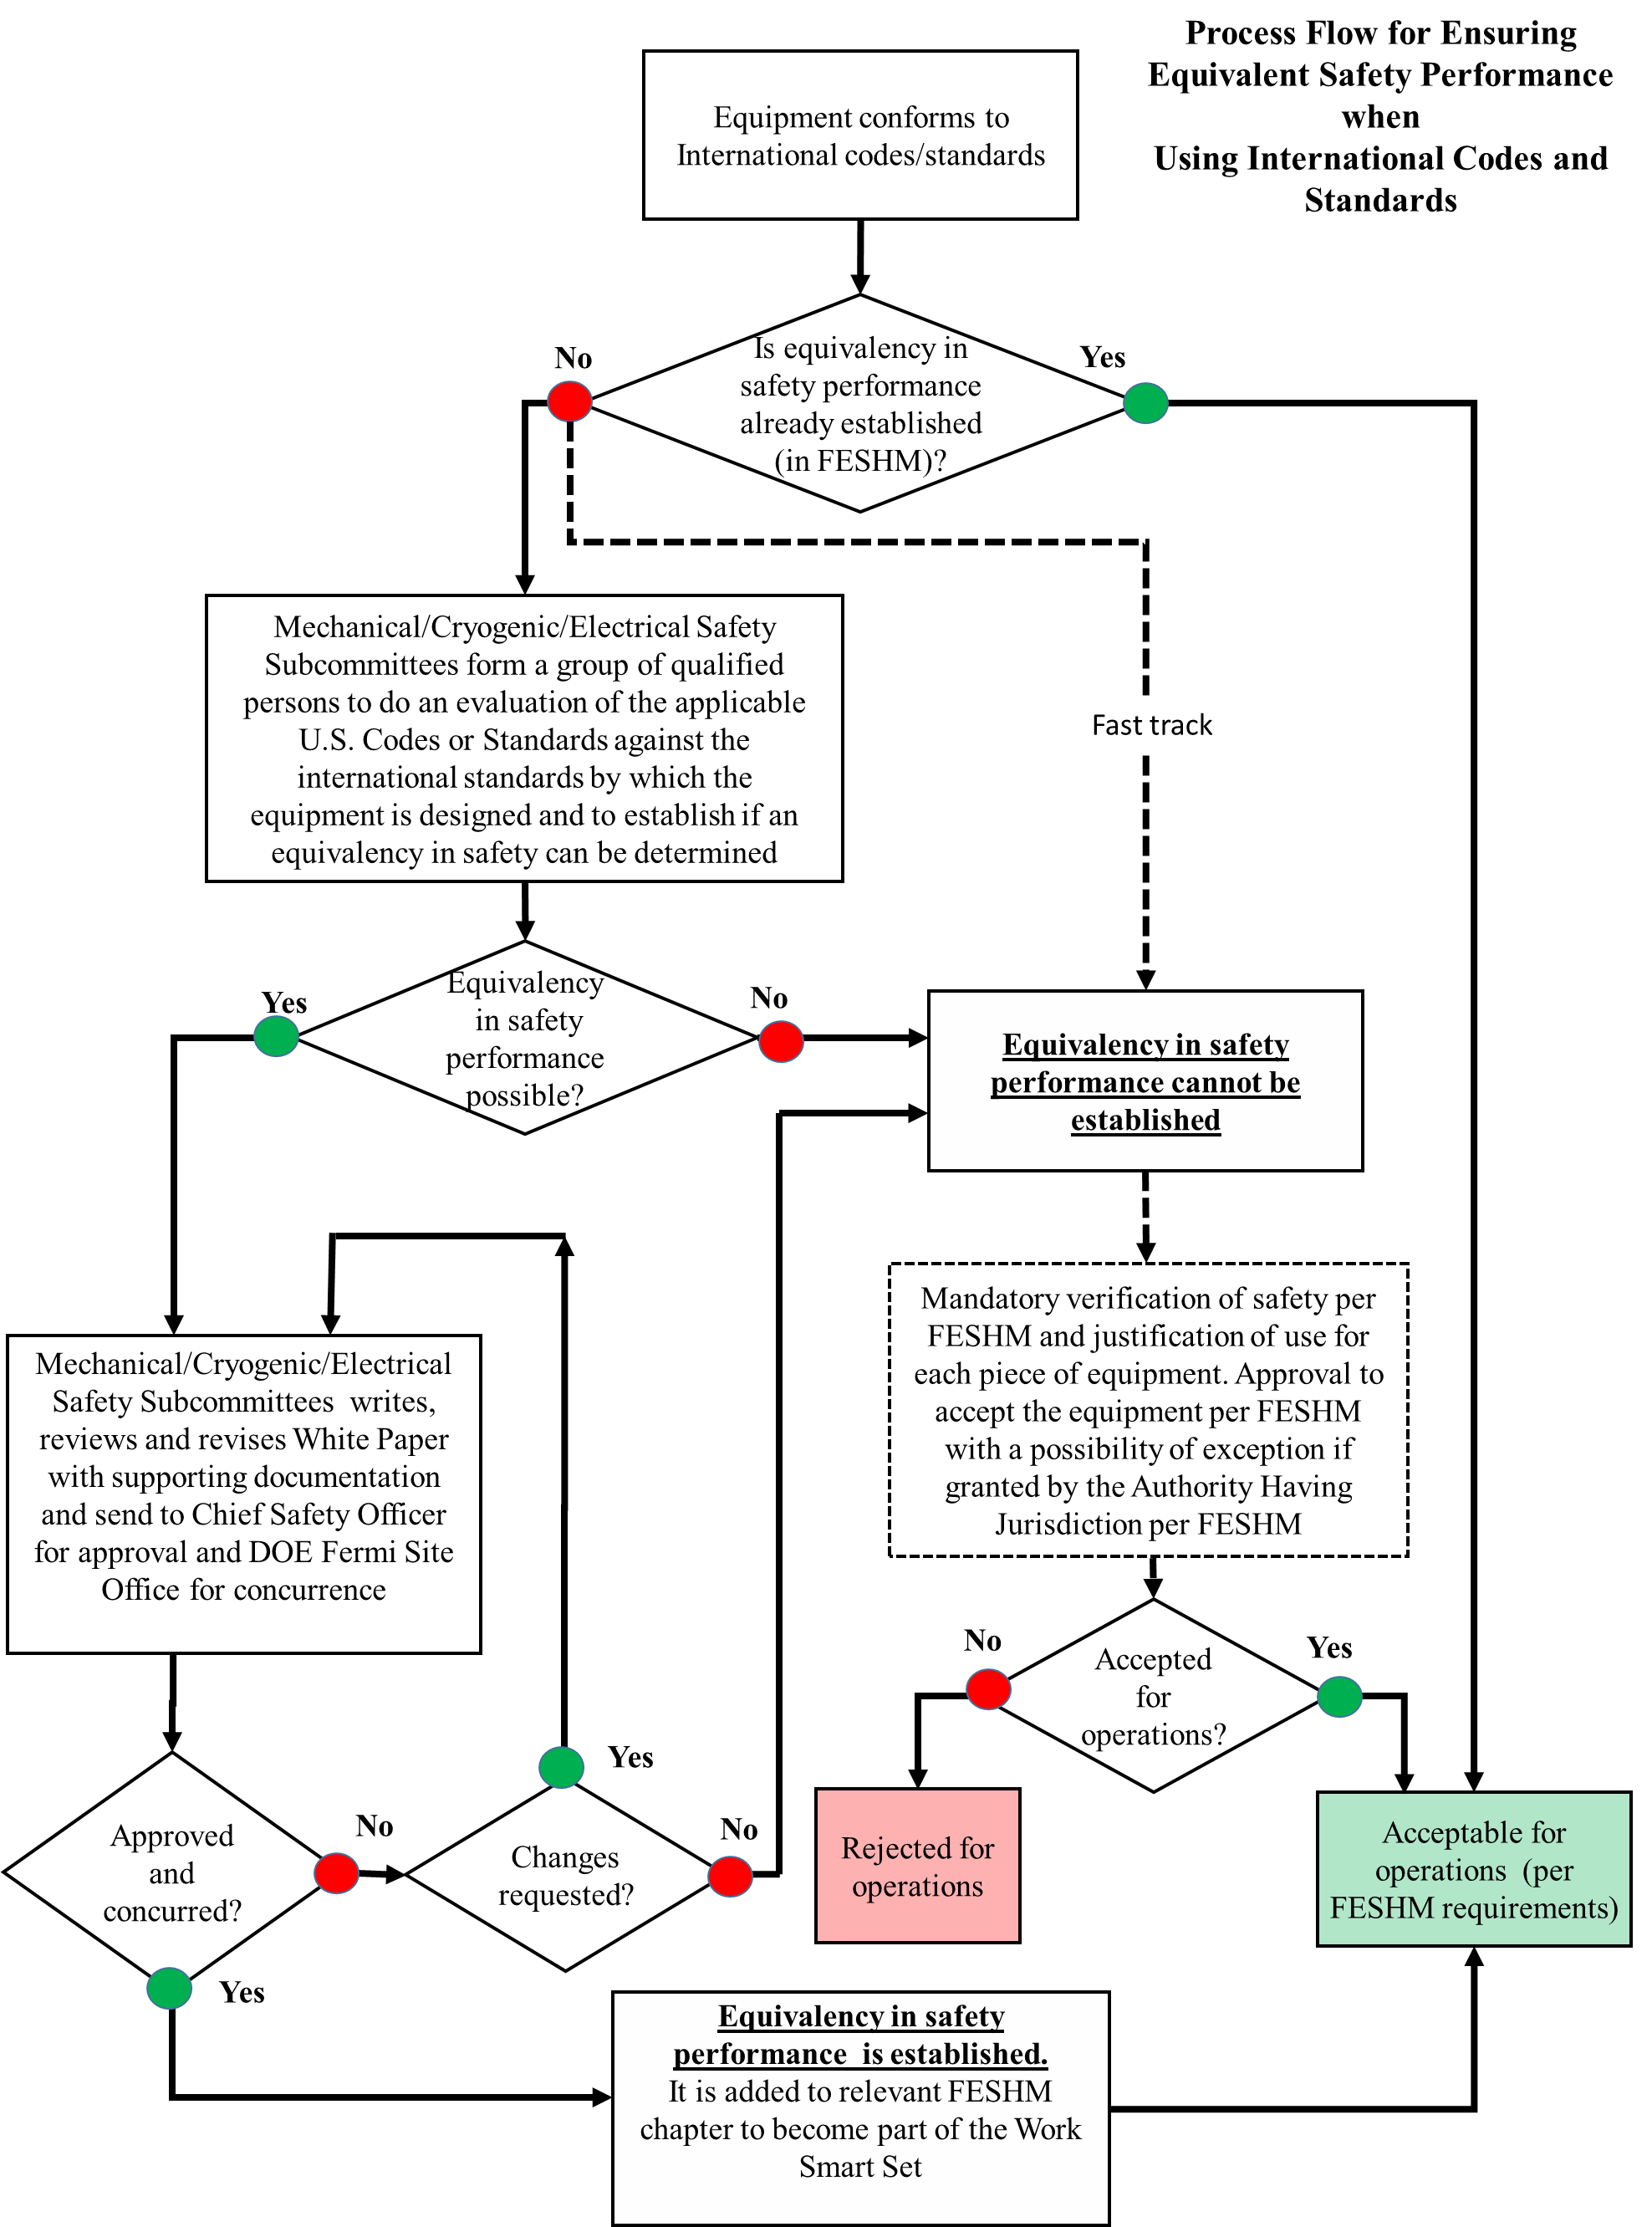 Process Flow for Ensuring
Equivalent Safety Performance
when
Using International Codes and
Standards
Equipment conforms to
International codes/standards
No
Is equivalency in
safety performance
already established
(in FESHM)?
Yes
Mechanical/Cryogenic/Electrical Safety
Subcommittees form a group of qualified
persons to do an evaluation of the applicable
U.S. Codes or Standards against the
international standards by which the
equipment is designed and to establish if an
equivalency in safety can be determined
Fast track
Yes
Equivalency
in safety
performance
possible?
No
Equivalency in safety
performance cannot be
established
Mechanical/Cryogenic/Electrical
Safety Subcommittees writes,
reviews and revises White Paper
with supporting documentation
and send to Chief Safety Officer
for approval and DOE Fermi Site
Office for concurrence
Mandatory verification of safety per
FESHM and justification of use for
each piece of equipment. Approval to
accept the equipment per FESHM
with a possibility of exception if
granted by the Authority Having
Jurisdiction per FESHM
No
Accepted
for
operations?
Yes
Approved
and
concurred?
No
Yes
Changes
requested?
Yes
No
Rejected for
operations
Acceptable for
operations (per
FESHM requirements)
Equivalency in safety
performance is established.
It is added to relevant FESHM
chapter to become part of the Work
Smart Set